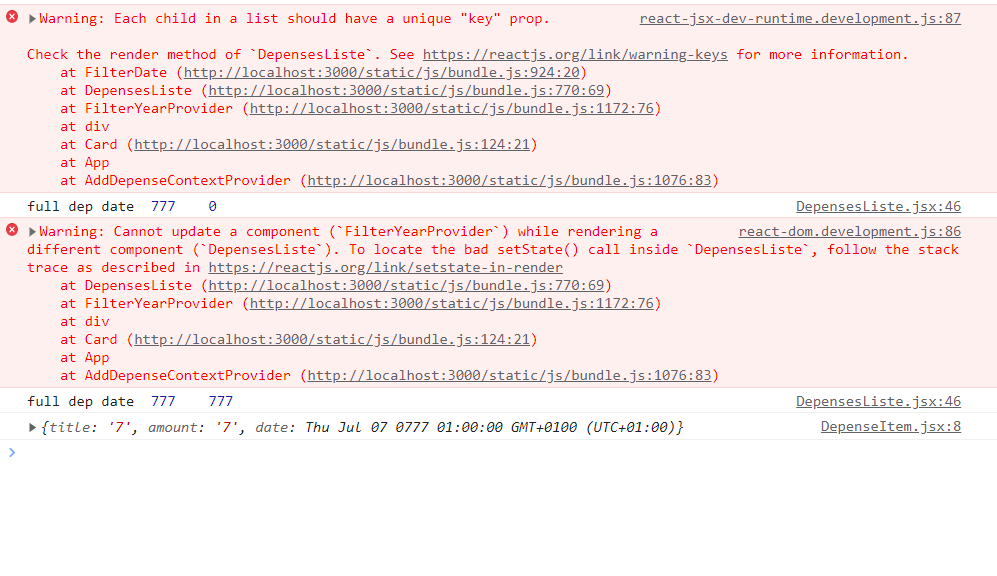 Warning: Each child in a list should have a unique "key" prop. react-jsx-dev-runtime.development.js:87
Check the render method of `DepensesListe`. See https://reactjs.org/link/warning-keys for more information.
at FilterDate (http://localhost:3000/static/js/bundle.js:924:20)
at DepensesListe (http://localhost:3000/static/js/bundle.js:770:69)
at FilterYearProvider (http://localhost:3000/static/js/bundle.js:1172:76)
at div
at Card (http://localhost:3000/static/js/bundle.js:124:21)
at App
at AddDepenseContextProvider (http://localhost:3000/static/js/bundle.js:1076:83)
full dep date 777 0 DepensesListe.jsx:46
Warning: Cannot update a component (`FilterYearProvider`) while rendering a react-dom.development.js:86
different component (`DepensesListe`). To locate the bad setState() call inside `DepensesListe`, follow the stack
trace as described in https://reactjs.org/link/setstate-in-render
at DepensesListe (http://localhost:3000/static/js/bundle.js:770:69)
at FilterYearProvider (http://localhost:3000/static/js/bundle.js:1172:76)
at div
at Card (http://localhost:3000/static/js/bundle.js:124:21)
at App
at AddDepenseContextProvider (http://localhost:3000/static/js/bundle.js:1076:83)
full dep date 777 777 DepensesListe.jsx:46
{title: '7', amount: '7', date: Thu Jul 07 0777 01:00:00 GMT+0100 (UTC+01:00)} DepenseItem.jsx:8